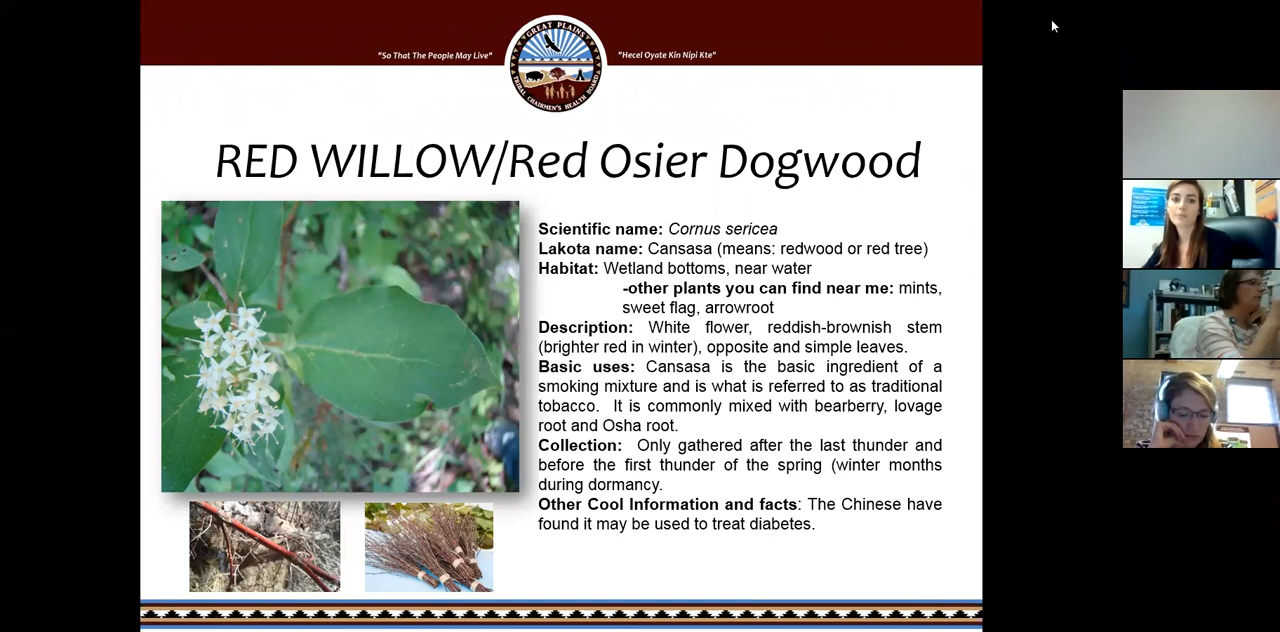 "So That The People May Live"
GREAT PLAINS
TRIBAL CHAIRMEN'S HEALTH BOARD
"Hecel Oyate Kin Nipi Kte"
RED WILLOW/Red Osier Dogwood
Scientific name: Cornus sericea
Lakota name: Cansasa (means: redwood or red tree)
Habitat: Wetland bottoms, near water
-other plants you can find near me: mints,
sweet flag, arrowroot
Description: White flower, reddish-brownish stem
(brighter red in winter), opposite and simple leaves.
Basic uses: Cansasa is the basic ingredient of a
smoking mixture and is what is referred to as traditional
tobacco. It is commonly mixed with bearberry, lovage
root and Osha root.
Collection: Only gathered after the last thunder and
before the first thunder of the spring (winter months
during dormancy.
Other Cool Information and facts: The Chinese have
found it may be used to treat diabetes.